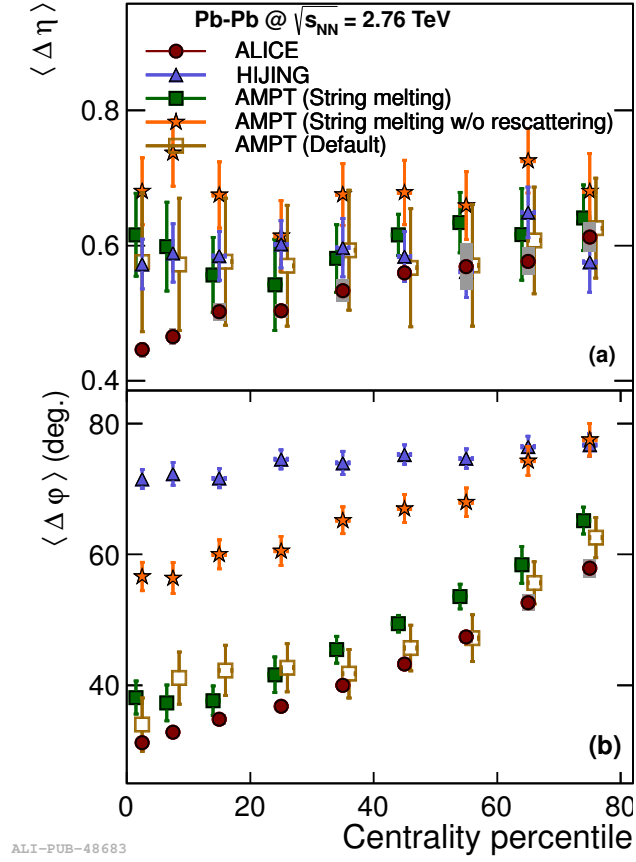 Pb-Pb @ √sNN = 2.76 TeV
ALICE
HIJING
AMPT (String melting)
AMPT (String melting w/o rescattering)
AMPT (Default)
⟨ Δ η ⟩
0.8
0.6
0.4
(a)
⟨ Δ φ ⟩ (deg.)
80
60
40
(b)
0 20 40 60 80
Centrality percentile
ALI-PUB-48683